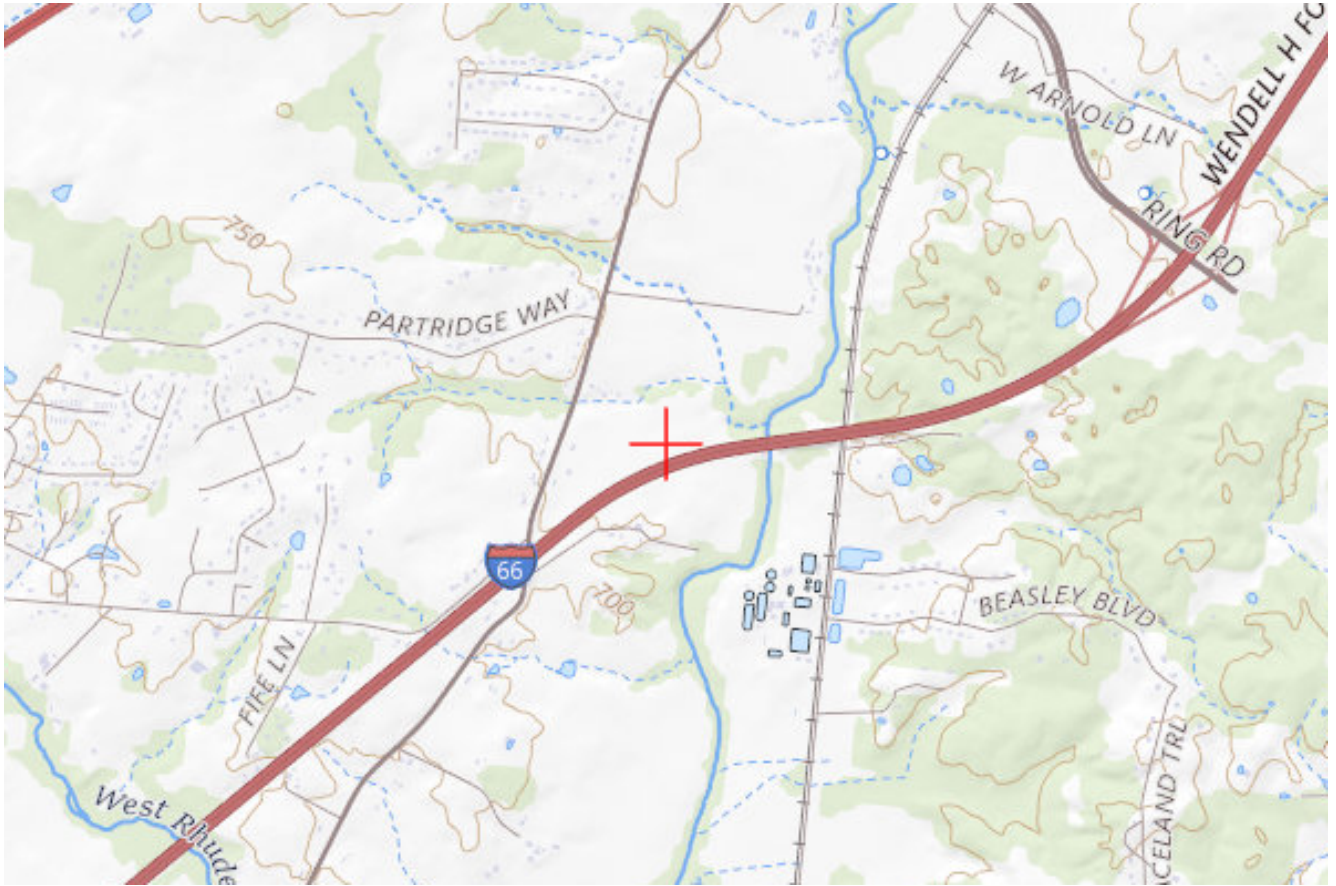 WENDELL H FO
W ARNOLD LN
RING RD
750
PARTRIDGE WAY
66
700
BEASLEY BLVD
FIFE LN
West Rhude
ACELAND TRL